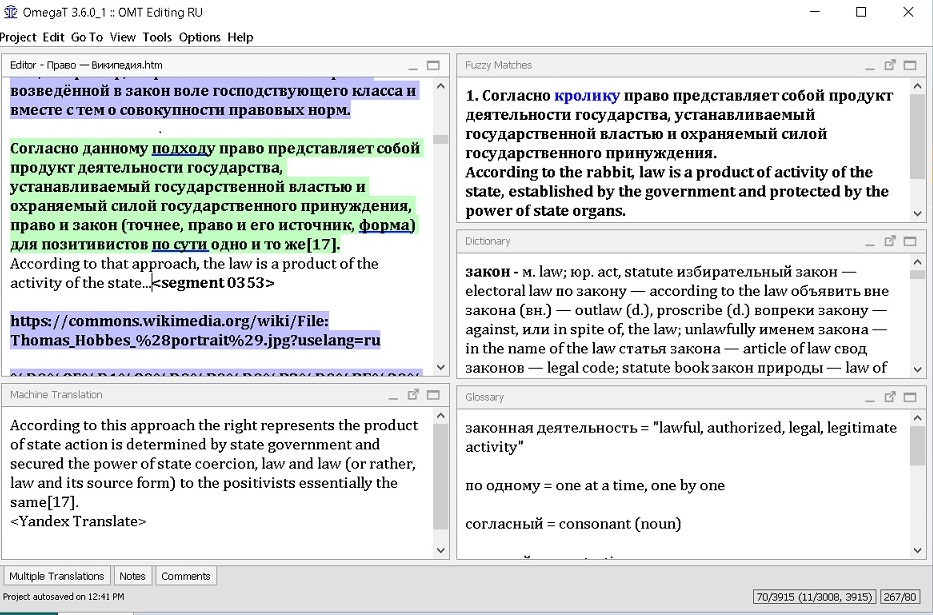 OmegaT 3.6.0_1 :: OMT Editing RU
Project Edit Go To View Tools Options Help
Editor - Право — Википедия.htm
возведённой в закон воле господствующего класса и
вместе с тем о совокупности правовых норм.
.
Согласно данному подходу право представляет собой
продукт деятельности государства,
устанавливаемый государственной властью и
охраняемый силой государственного принуждения,
право и закон (точнее, право и его источник, форма)
для позитивистов по сути одно и то же[17].
According to that approach, the law is a product of the
activity of the state...<segment 0353>
https://commons.wikimedia.org/wiki/File:
Thomas_Hobbes_%28portrait%29.jpg?uselang=ru
Machine Translation
According to this approach the right represents the product
of state action is determined by state government and
secured the power of state coercion, law and law (or rather,
law and its source form) to the positivists essentially the
same[17].
<Yandex Translate>
Fuzzy Matches
1. Согласно кролику право представляет собой продукт
деятельности государства, устанавливаемый
государственной властью и охраняемый силой
государственного принуждения.
According to the rabbit, law is a product of activity of the
state, established by the government and protected by the
power of state organs.
Dictionary
закон - м. law; юр. act, statute избирательный закон —
electoral law по закону — according to the law объявить вне
закона (вн.) — outlaw (d.), proscribe (d.) вопреки закону —
against, или in spite of, the law; unlawfully именем закона —
in the name of the law статья закона — article of law свод
законов — legal code; statute book закон природы — law of
Glossary
законная деятельность = "lawful, authorized, legal, legitimate
activity"
по одному = one at a time, one by one
согласный = consonant (noun)
Multiple Translations Notes Comments
Project autosaved on 12:41 PM
70/3915 (11/3008, 3915) 267/80